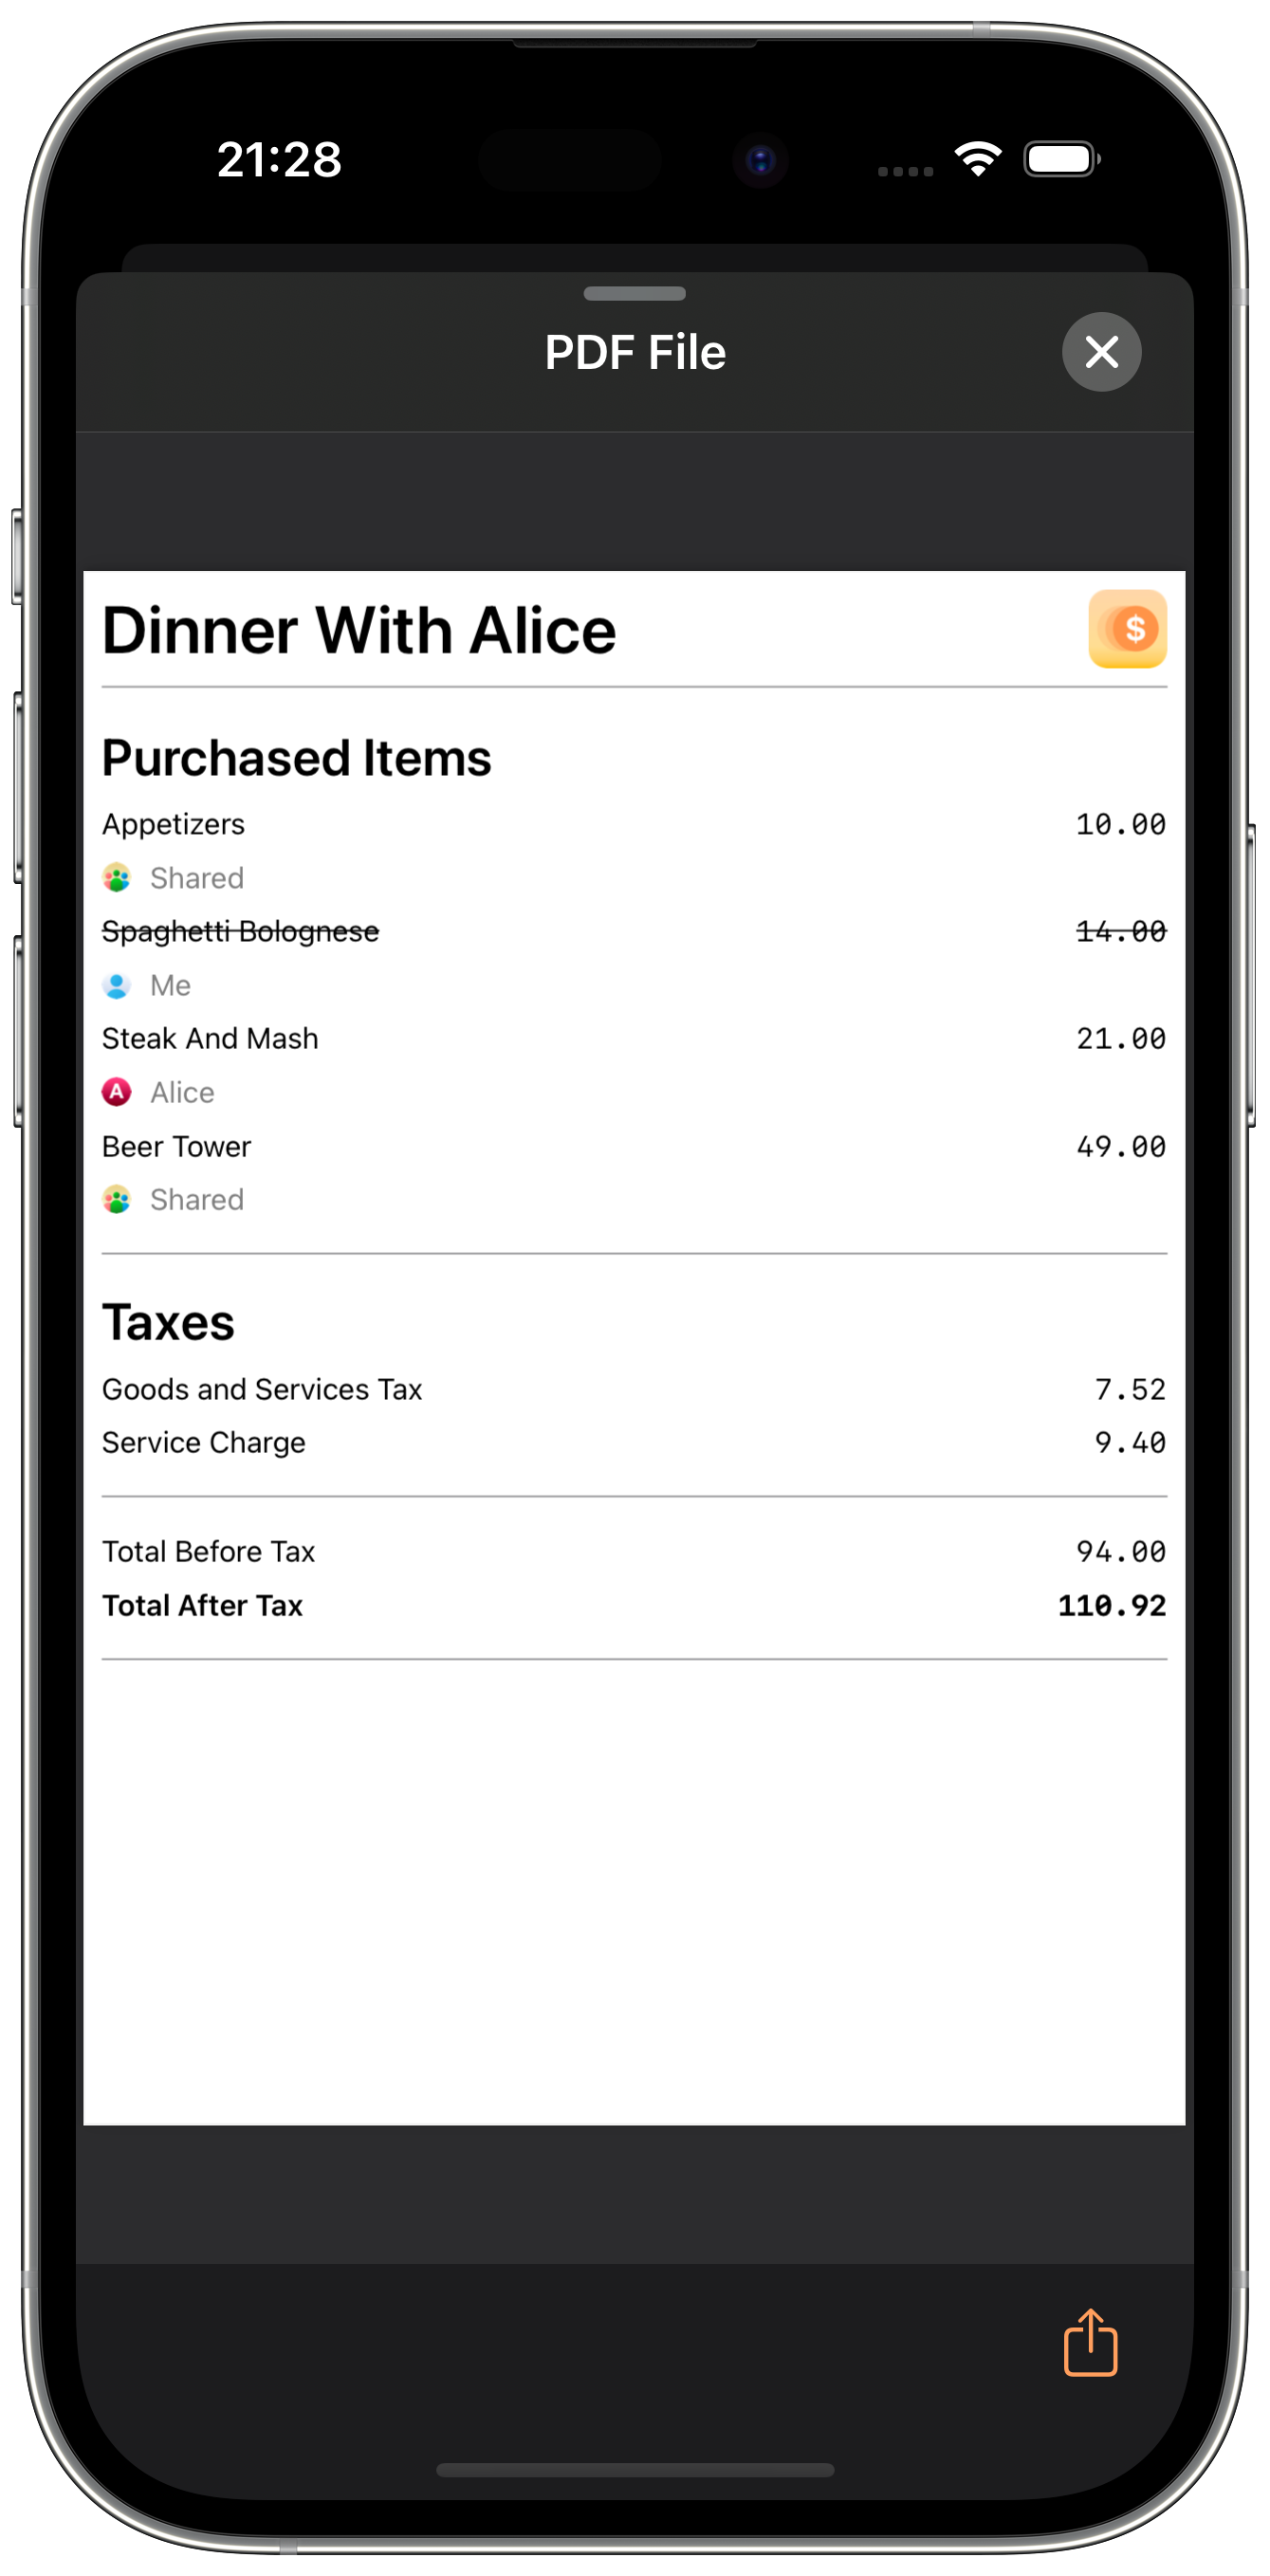 21:28
PDF File
Dinner With Alice
$
Purchased Items
Appetizers 10.00
Shared
Spaghetti Bolognese 14.00
Me
Steak And Mash 21.00
A Alice
Beer Tower 49.00
Shared
Taxes
Goods and Services Tax 7.52
Service Charge 9.40
Total Before Tax 94.00
Total After Tax 110.92